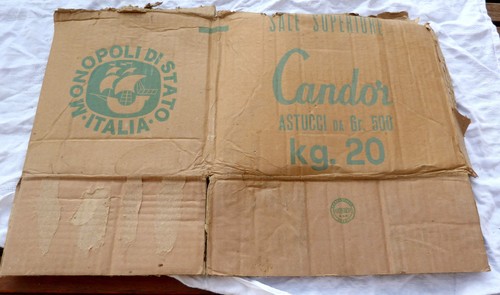 MONOPOLI DI STATO
• ITALIA •
SALE SUPERIORE
Candor
ASTUCCI DA Gr. 500
kg. 20